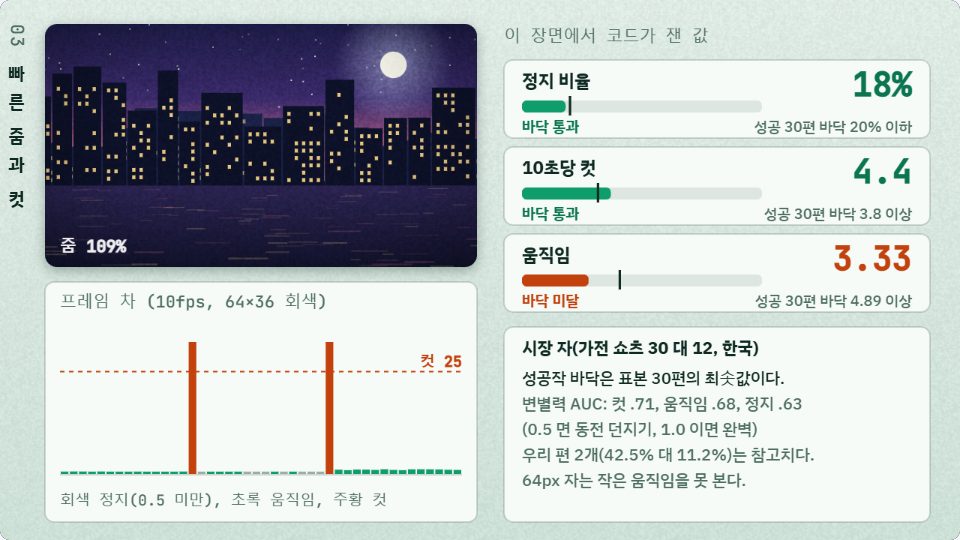 03 빠른 줌과 컷
줌 109%
프레임 차 (10fps, 64×36 회색)
컷 25
회색 정지(0.5 미만), 초록 움직임, 주황 컷
이 장면에서 코드가 잰 값
정지 비율
18%
바닥 통과
성공 30편 바닥 20% 이하
10초당 컷
4.4
바닥 통과
성공 30편 바닥 3.8 이상
움직임
3.33
바닥 미달
성공 30편 바닥 4.89 이상
시장 자(가전 쇼츠 30 대 12, 한국)
성공작 바닥은 표본 30편의 최솟값이다.
변별력 AUC: 컷 .71, 움직임 .68, 정지 .63
(0.5 면 동전 던지기, 1.0 이면 완벽)
우리 편 2개(42.5% 대 11.2%)는 참고치다.
64px 자는 작은 움직임을 못 본다.